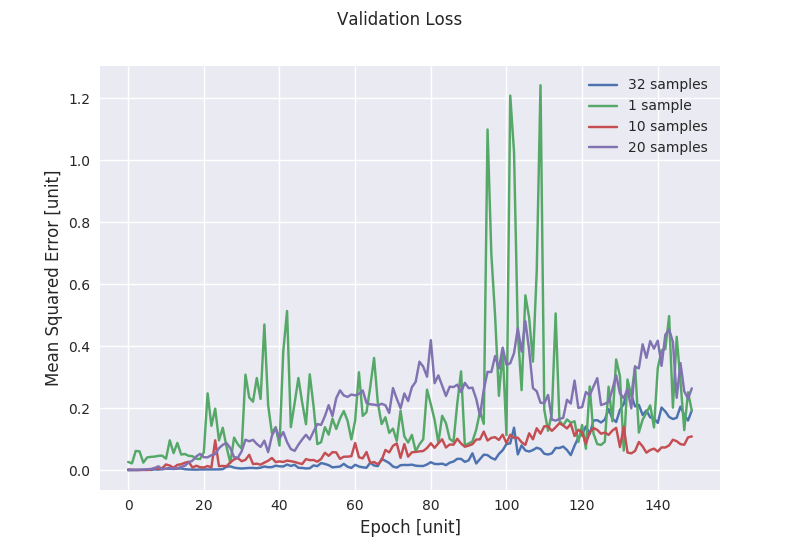 Validation Loss
32 samples
1 sample
10 samples
20 samples
Mean Squared Error [unit]
1.2
1.0
0.8
0.6
0.4
0.2
0.0
0 20 40 60 80 100 120 140
Epoch [unit]